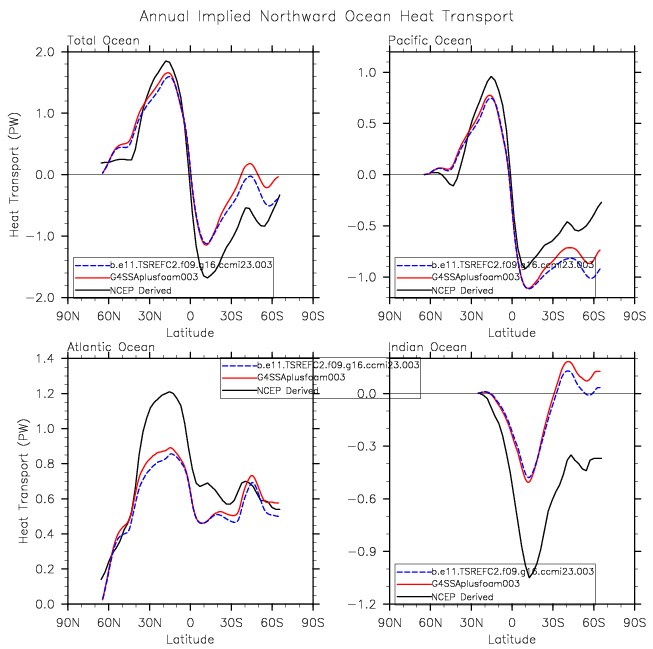 Annual Implied Northward Ocean Heat Transport
Total Ocean
2.0
1.0
0.0
−1.0
−2.0
Heat Transport (PW)
b.e11.TSREFC2.f09.g16.ccmi23.003
G4SSAplusfoam003
NCEP Derived
90N 60N 30N 0 30S 60S 90S
Latitude
Pacific Ocean
1.0
0.5
0.0
−0.5
−1.0
b.e11.TSREFC2.f09.g16.ccmi23.003
G4SSAplusfoam003
NCEP Derived
90N 60N 30N 0 30S 60S 90S
Latitude
Atlantic Ocean
1.4
1.2
1.0
0.8
0.6
0.4
0.2
0.0
Heat Transport (PW)
b.e11.TSREFC2.f09.g16.ccmi23.003
G4SSAplusfoam003
NCEP Derived
90N 60N 30N 0 30S 60S 90S
Latitude
Indian Ocean
0.0
−0.3
−0.6
−0.9
−1.2
b.e11.TSREFC2.f09.g16.ccmi23.003
G4SSAplusfoam003
NCEP Derived
90N 60N 30N 0 30S 60S 90S
Latitude